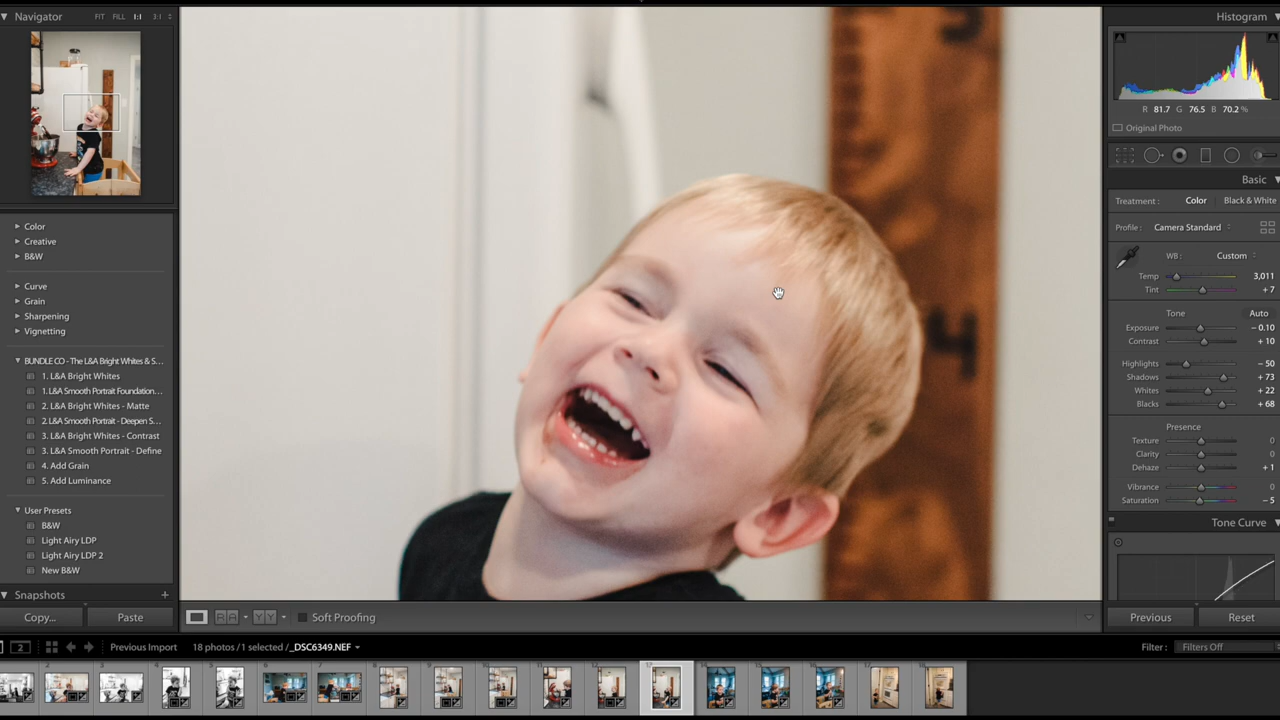 Navigator
FIT FILL 1:1 3:1
Color
Creative
B&W
Curve
Grain
Sharpening
Vignetting
BUNDLE CO - The L&A Bright Whites & S...
1. L&A Bright Whites
1. L&A Smooth Portrait Foundation...
2. L&A Bright Whites - Matte
2. L&A Smooth Portrait - Deepen S...
3. L&A Bright Whites - Contrast
3. L&A Smooth Portrait - Define
4. Add Grain
5. Add Luminance
User Presets
B&W
Light Airy LDP
Light Airy LDP 2
New B&W
Snapshots +
Copy...
Paste
4
Soft Proofing
Histogram
R 81.7 G 76.5 B 70.2 %
Original Photo
Basic
Treatment : Color Black & White
Profile : Camera Standard
WB : Custom
Temp 3,011
Tint + 7
Tone Auto
Exposure – 0.10
Contrast + 10
Highlights – 50
Shadows + 73
Whites + 22
Blacks + 68
Presence
Texture 0
Clarity 0
Dehaze + 1
Vibrance 0
Saturation – 5
Tone Curve
Previous
Reset
2
Previous Import
18 photos / 1 selected / _DSC6349.NEF
Filter : Filters Off